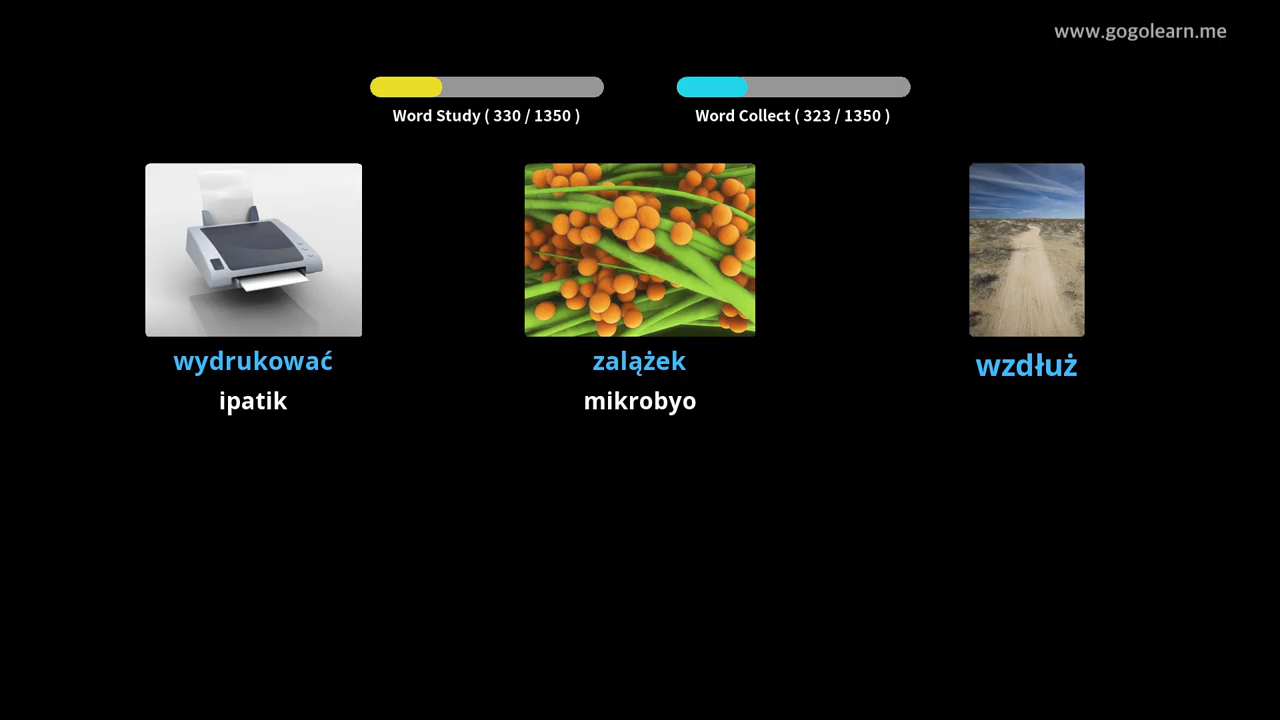 www.gogolearn.me
Word Study ( 330 / 1350 )
Word Collect ( 323 / 1350 )
wydrukować
ipatik
zalążek
mikrobyo
wzdłuż